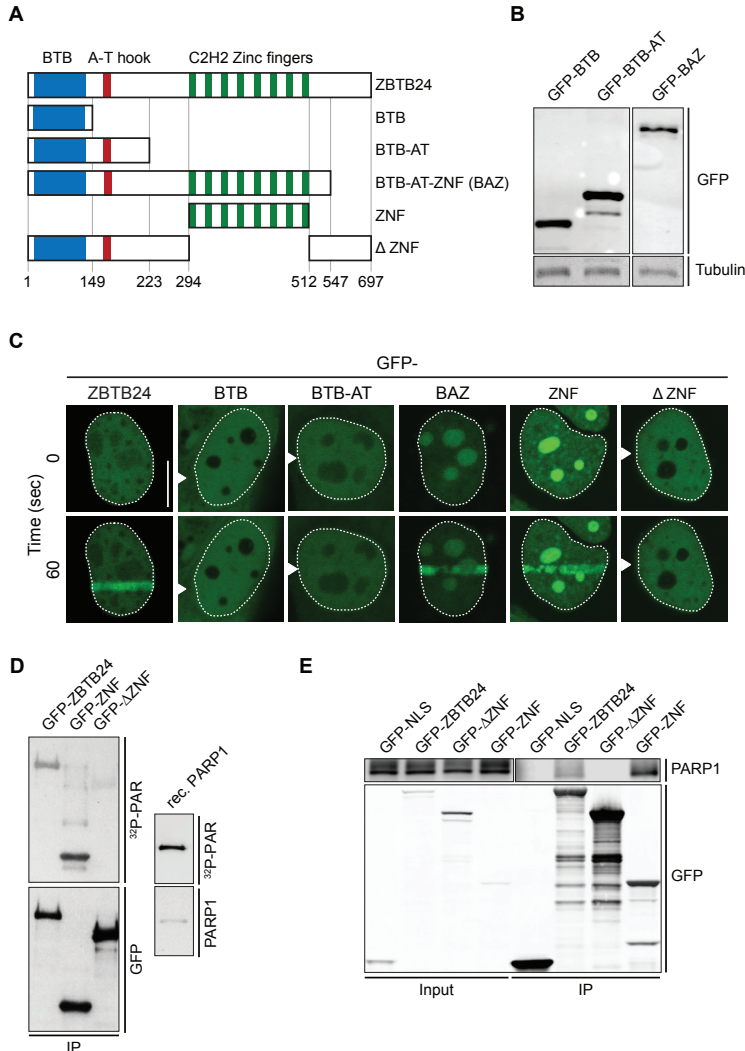 A
BTB A-T hook C2H2 Zinc fingers
ZBTB24
BTB
BTB-AT
BTB-AT-ZNF (BAZ)
ZNF
Δ ZNF
1 149 223 294 512 547 697
B
GFP-BTB
GFP-BTB-AT
GFP-BAZ
GFP
Tubulin
C
GFP-
ZBTB24 BTB BTB-AT BAZ ZNF Δ ZNF
Time (sec)
0
60
D
GFP-ZBTB24
GFP-ZNF
GFP-ΔZNF
32P-PAR
GFP
IP
rec. PARP1
32P-PAR
PARP1
E
GFP-NLS
GFP-ZBTB24
GFP-ΔZNF
GFP-ZNF
GFP-NLS
GFP-ZBTB24
GFP-ΔZNF
GFP-ZNF
PARP1
GFP
Input IP